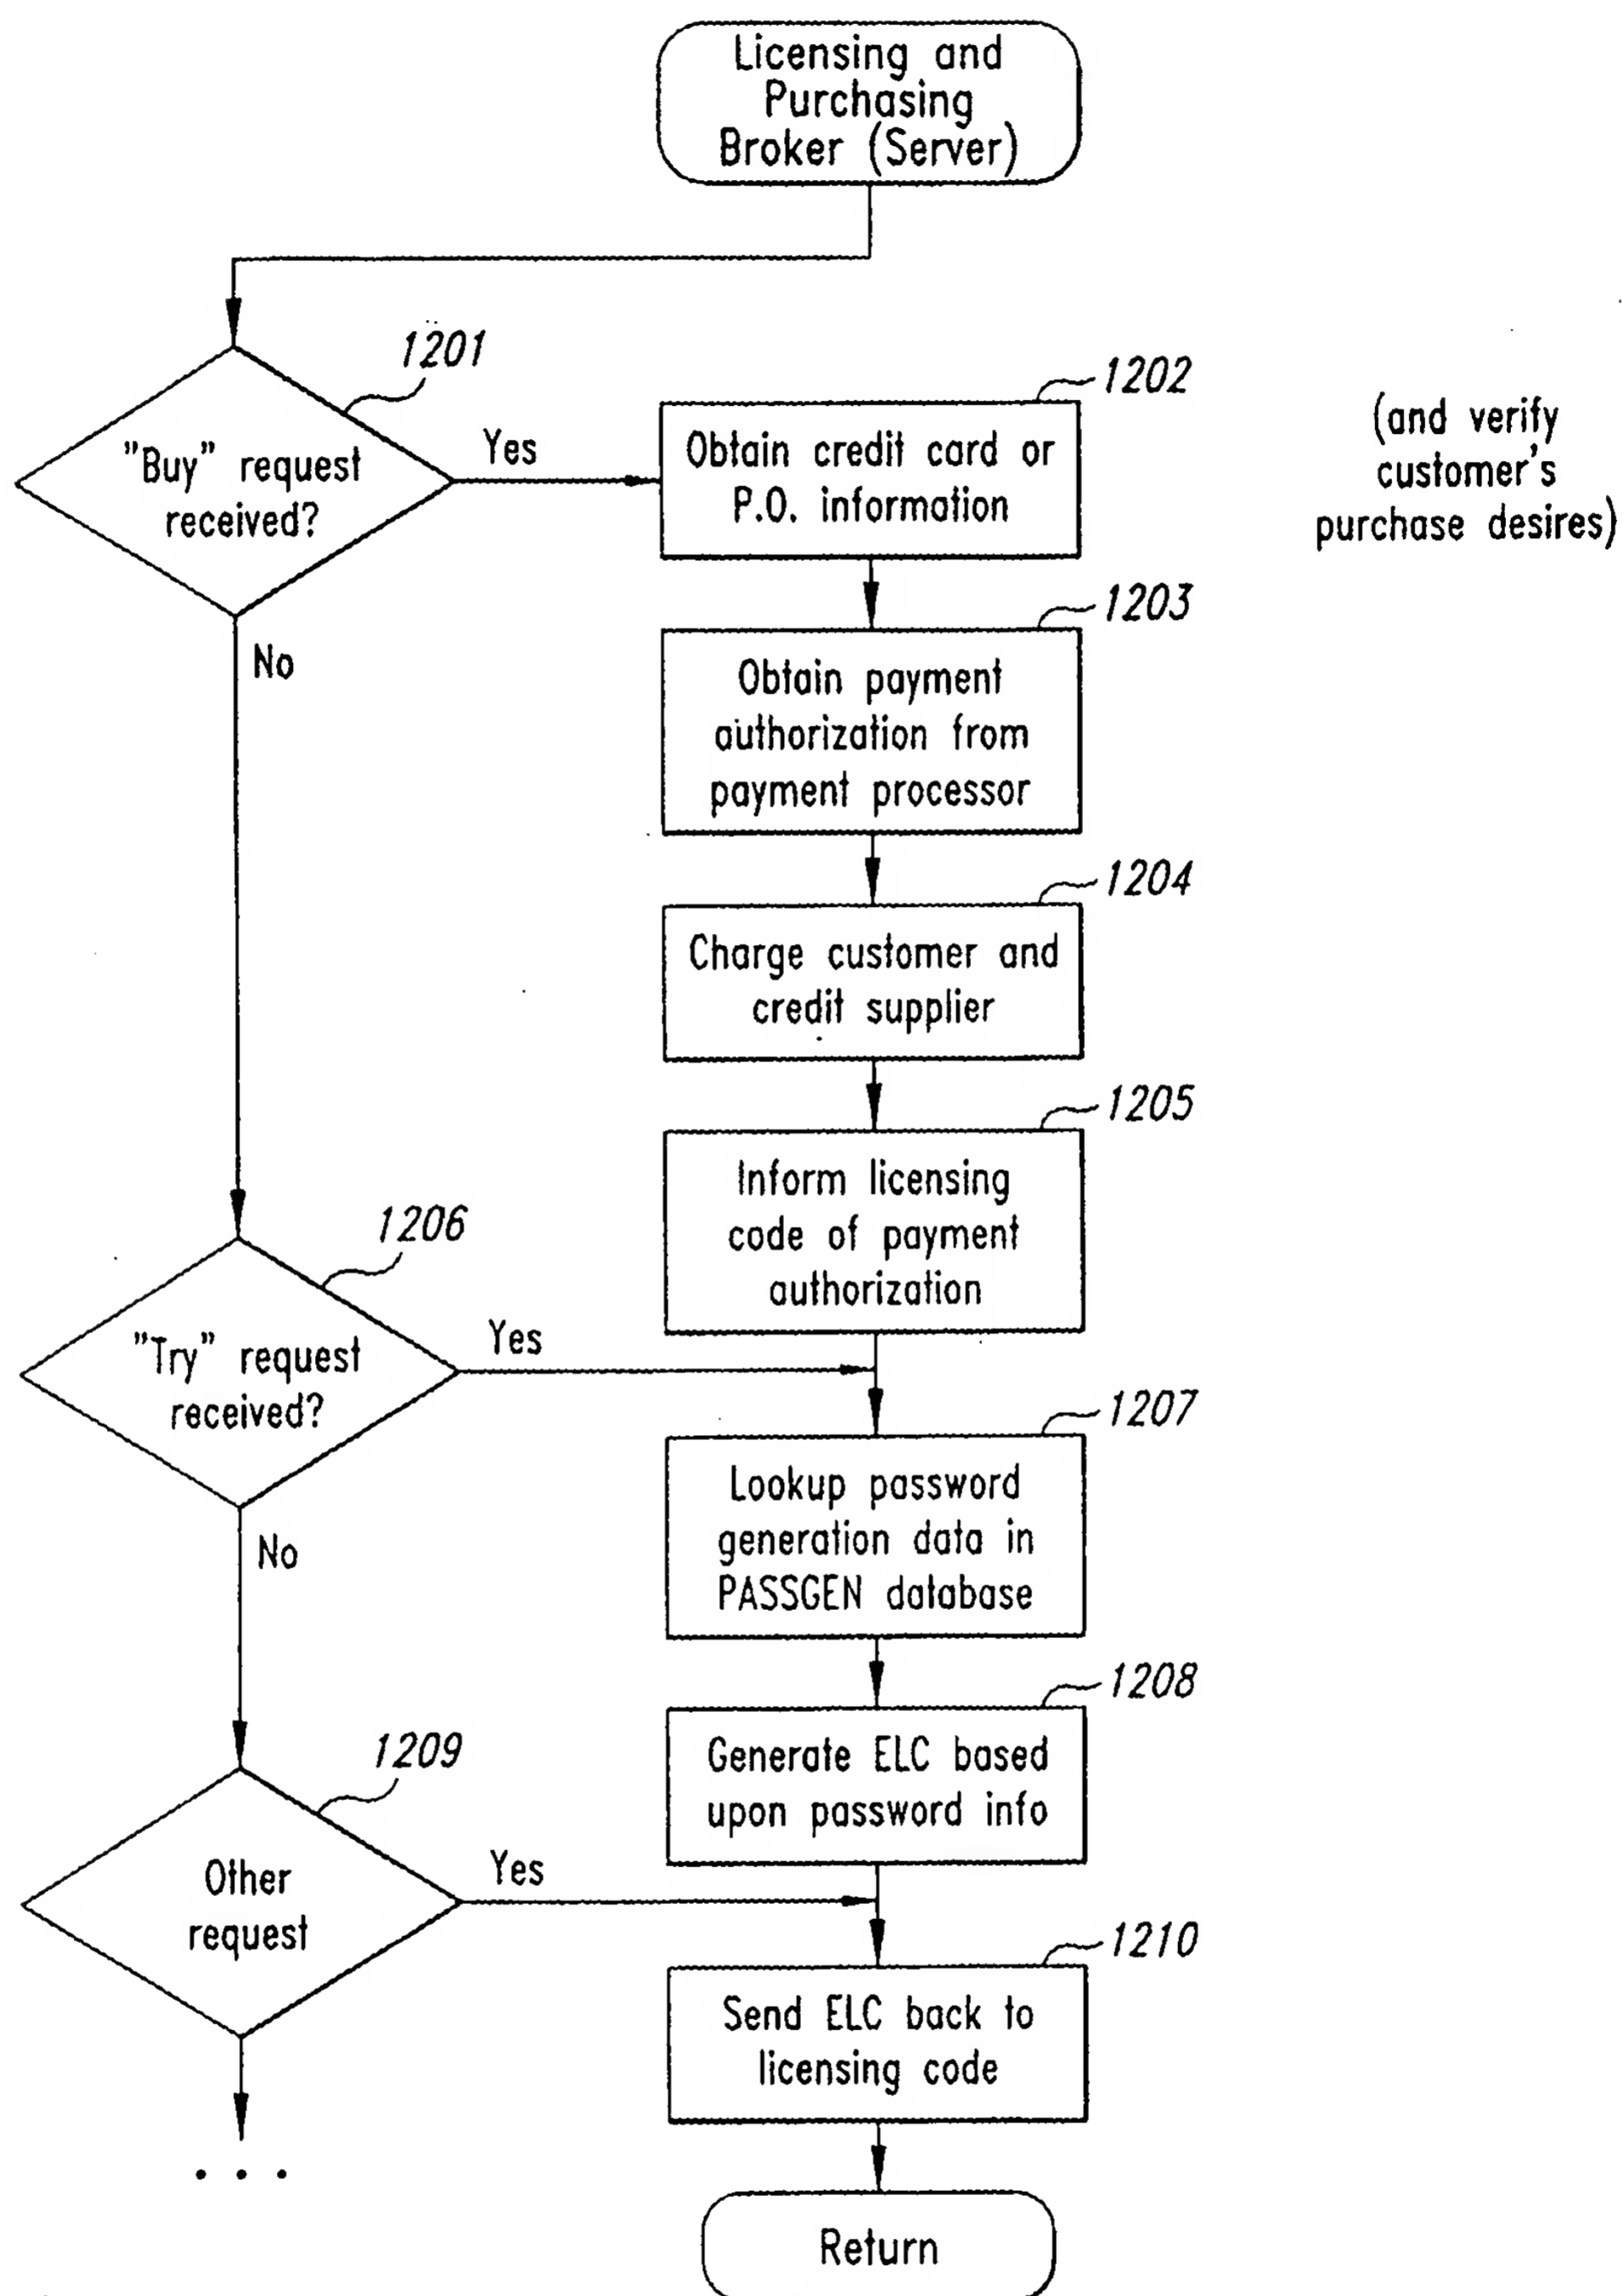 Licensing and
Purchasing
Broker (Server)
1201
"Buy" request
received?
Yes
No
1202
Obtain credit card or
P.O. information
(and verify
customer's
purchase desires)
1203
Obtain payment
authorization from
payment processor
1204
Charge customer and
credit supplier
1205
Inform licensing
code of payment
authorization
1206
"Try" request
received?
Yes
No
1207
Lookup password
generation data in
PASSGEN database
1208
Generate ELC based
upon password info
1209
Other
request
Yes
1210
Send ELC back to
licensing code
. . .
Return